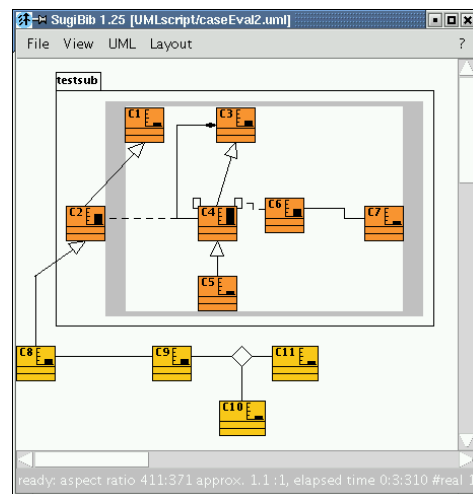 SugiBib 1.25 [UMLscript/caseEval2.uml]
File View UML Layout ?
testsub
C1 C3
C2 C4 C6 C7
C5
C8 C9 C11
C10
ready: aspect ratio 411:371 approx. 1.1 :1, elapsed time 0:3:310 #real